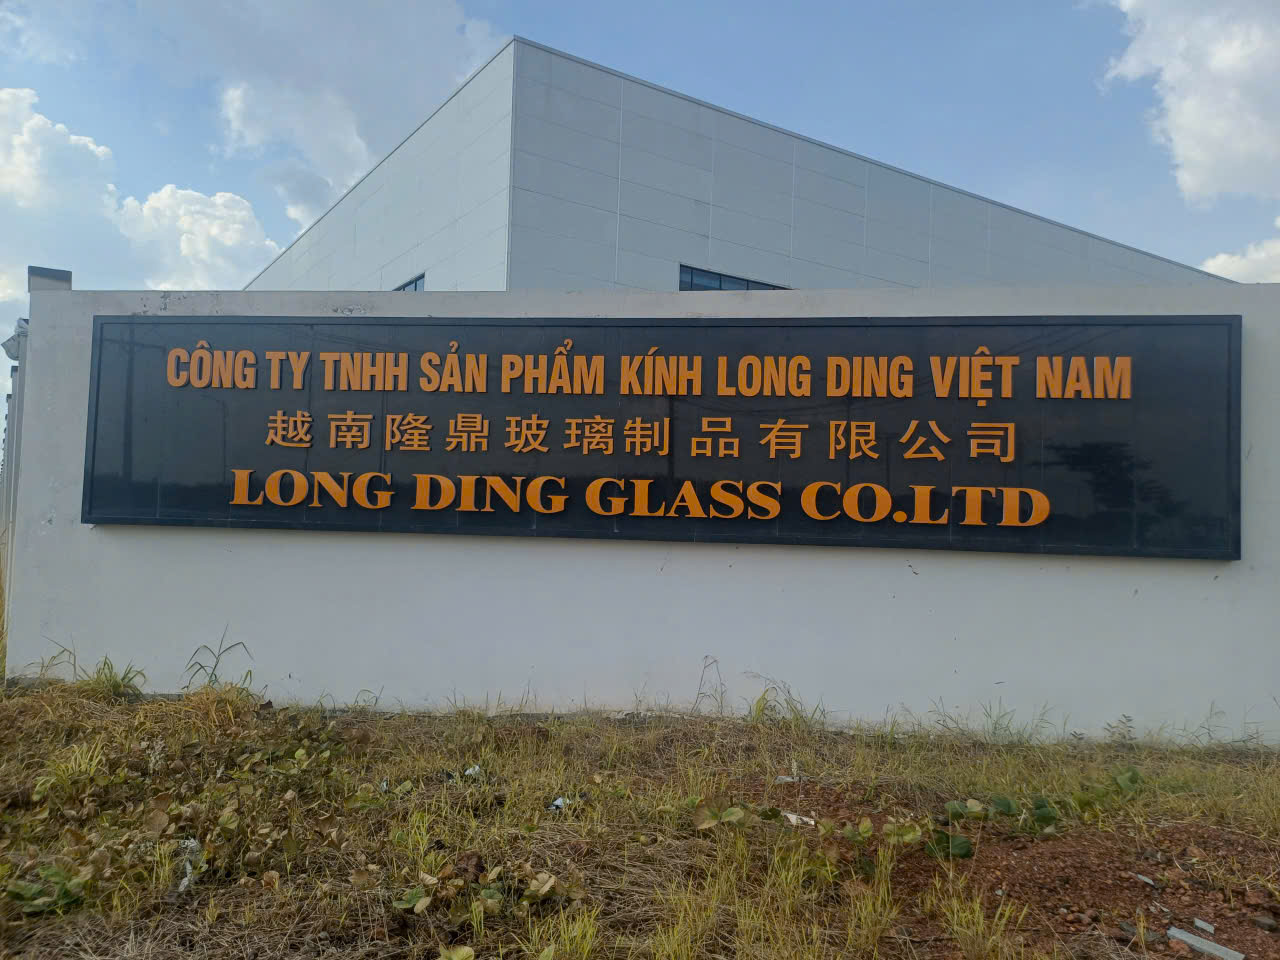 CÔNG TY TNHH SẢN PHẨM KÍNH LONG DING VIỆT NAM
越南隆鼎玻璃制品有限公司
LONG DING GLASS CO.LTD